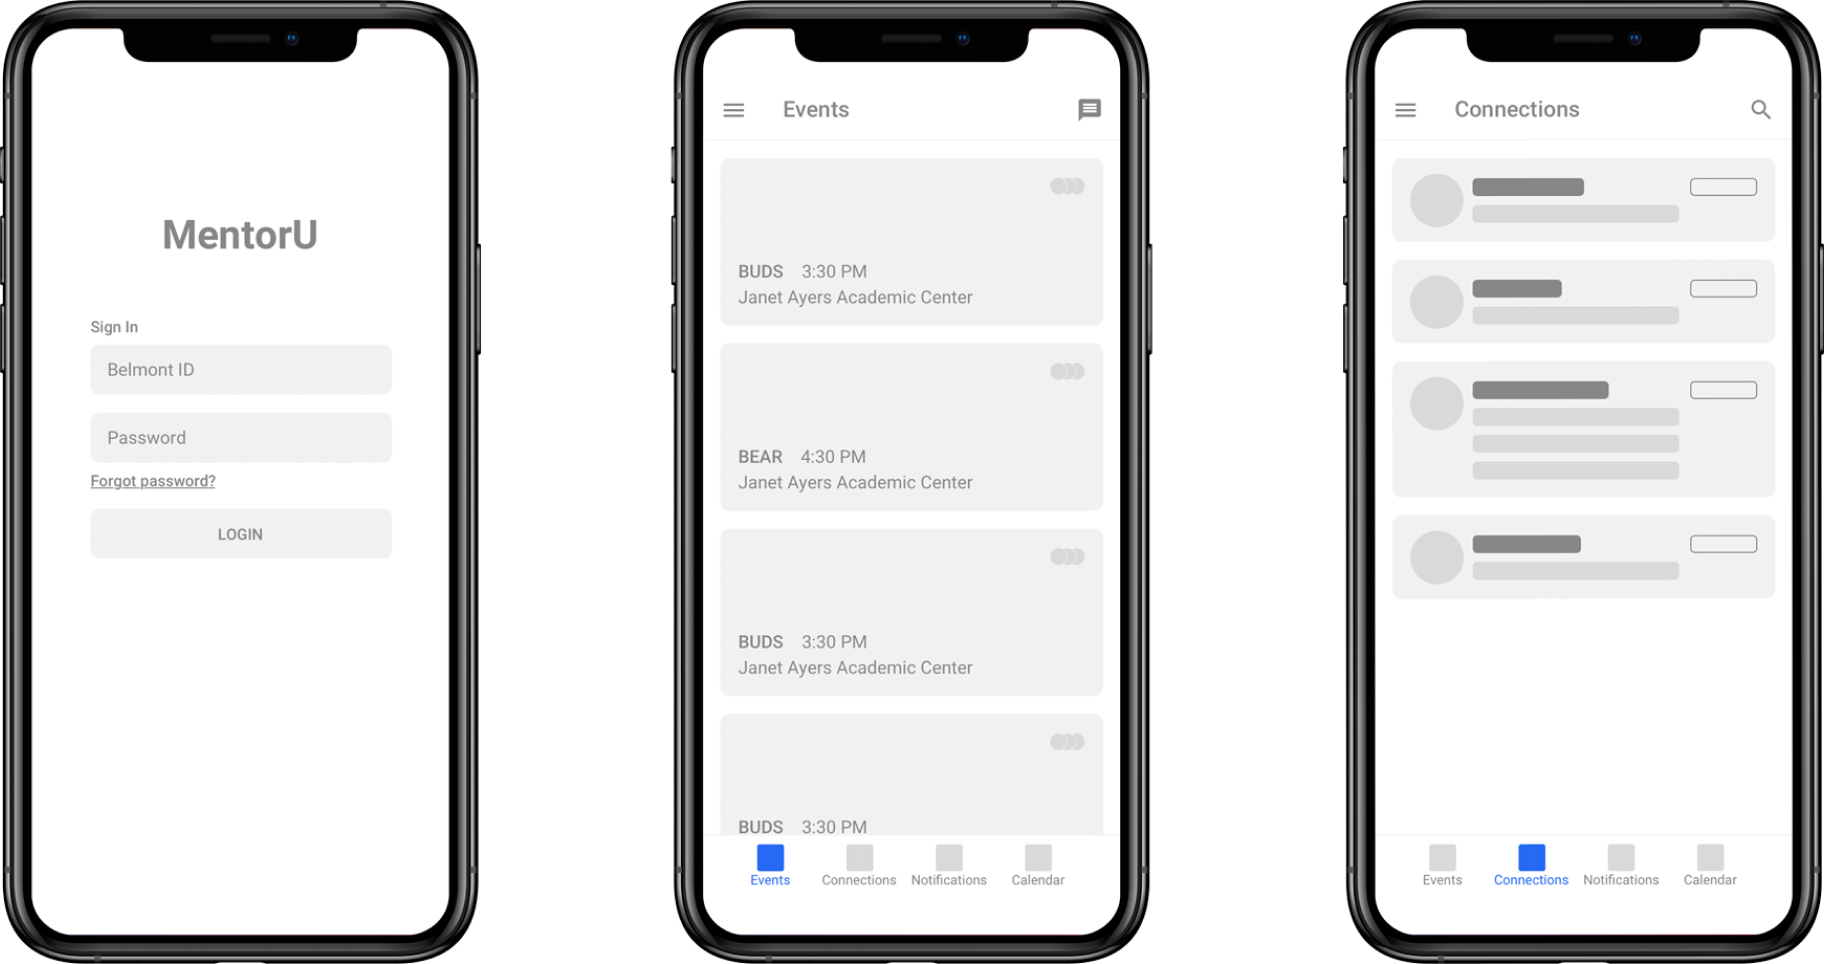 MentorU
Sign In
Belmont ID
Password
Forgot password?
LOGIN
Events
BUDS 3:30 PM
Janet Ayers Academic Center
BEAR 4:30 PM
Janet Ayers Academic Center
BUDS 3:30 PM
Janet Ayers Academic Center
BUDS 3:30 PM
Events Connections Notifications Calendar
Connections
Events Connections Notifications Calendar